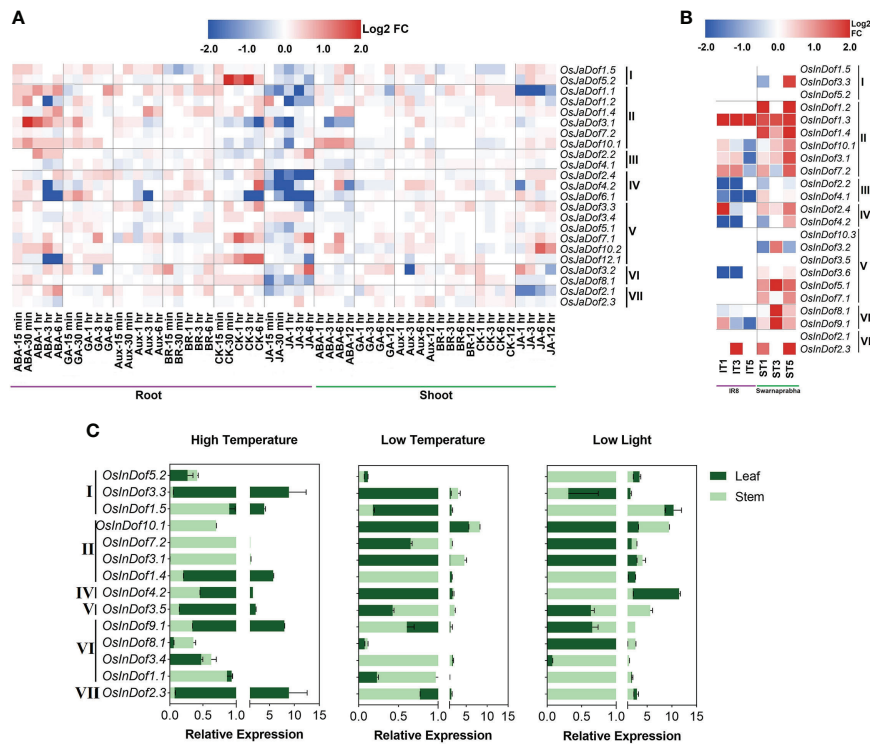 A
Log2 FC
-2.0 -1.0 0.0 1.0 2.0
OsJaDof1.5
OsJaDof5.2
I
OsJaDof1.1
OsJaDof1.2
OsJaDof1.4
OsJaDof3.1
OsJaDof7.2
OsJaDof10.1
II
OsJaDof2.2
OsJaDof4.1
III
OsJaDof2.4
OsJaDof4.2
OsJaDof6.1
IV
OsJaDof3.3
OsJaDof3.4
OsJaDof5.1
OsJaDof7.1
OsJaDof10.2
OsJaDof12.1
V
OsJaDof3.2
OsJaDof8.1
VI
OsJaDof2.1
OsJaDof2.3
VII
ABA-15 min
ABA-30 min
ABA-1 hr
ABA-3 hr
ABA-6 hr
GA-15 min
GA-30 min
GA-1 hr
GA-3 hr
GA-6 hr
Aux-15 min
Aux-30 min
Aux-1 hr
Aux-3 hr
Aux-6 hr
BR-15 min
BR-30 min
BR-1 hr
BR-3 hr
BR-6 hr
CK-15 min
CK-30 min
CK-1 hr
CK-3 hr
CK-6 hr
JA-15 min
JA-30 min
JA-1 hr
JA-3 hr
JA-6 hr
ABA-1 hr
ABA-3 hr
ABA-6 hr
ABA-12 hr
GA-1 hr
GA-3 hr
GA-6 hr
GA-12 hr
Aux-1 hr
Aux-3 hr
Aux-6 hr
Aux-12 hr
BR-1 hr
BR-3 hr
BR-6 hr
BR-12 hr
CK-1 hr
CK-3 hr
CK-6 hr
CK-12 hr
JA-1 hr
JA-3 hr
JA-6 hr
JA-12 hr
Root Shoot
B
Log2
FC
-2.0 -1.0 0.0 1.0 2.0
OsInDof1.5
OsInDof3.3
OsInDof5.2
I
OsInDof1.2
OsInDof1.3
OsInDof1.4
OsInDof10.1
OsInDof3.1
OsInDof7.2
II
OsInDof2.2
OsInDof4.1
III
OsInDof2.4
OsInDof4.2
IV
OsInDof10.3
OsInDof3.2
OsInDof3.5
OsInDof3.6
OsInDof5.1
OsInDof7.1
V
OsInDof8.1
OsInDof9.1
VI
OsInDof2.1
OsInDof2.3
VI
IT1 IT3 IT5 ST1 ST3 ST5
IR8 Swarnaprabha
C
High Temperature Low Temperature Low Light
Leaf
Stem
I
OsInDof5.2
OsInDof3.3
OsInDof1.5
II
OsInDof10.1
OsInDof7.2
OsInDof3.1
OsInDof1.4
IV OsInDof4.2
V OsInDof3.5
VI
OsInDof9.1
OsInDof8.1
OsInDof3.4
OsInDof1.1
VII OsInDof2.3
0.0 0.5 1.0 5 10 15 0.0 0.5 1.0 5 10 15 0.0 0.5 1.0 5 10 15
Relative Expression Relative Expression Relative Expression